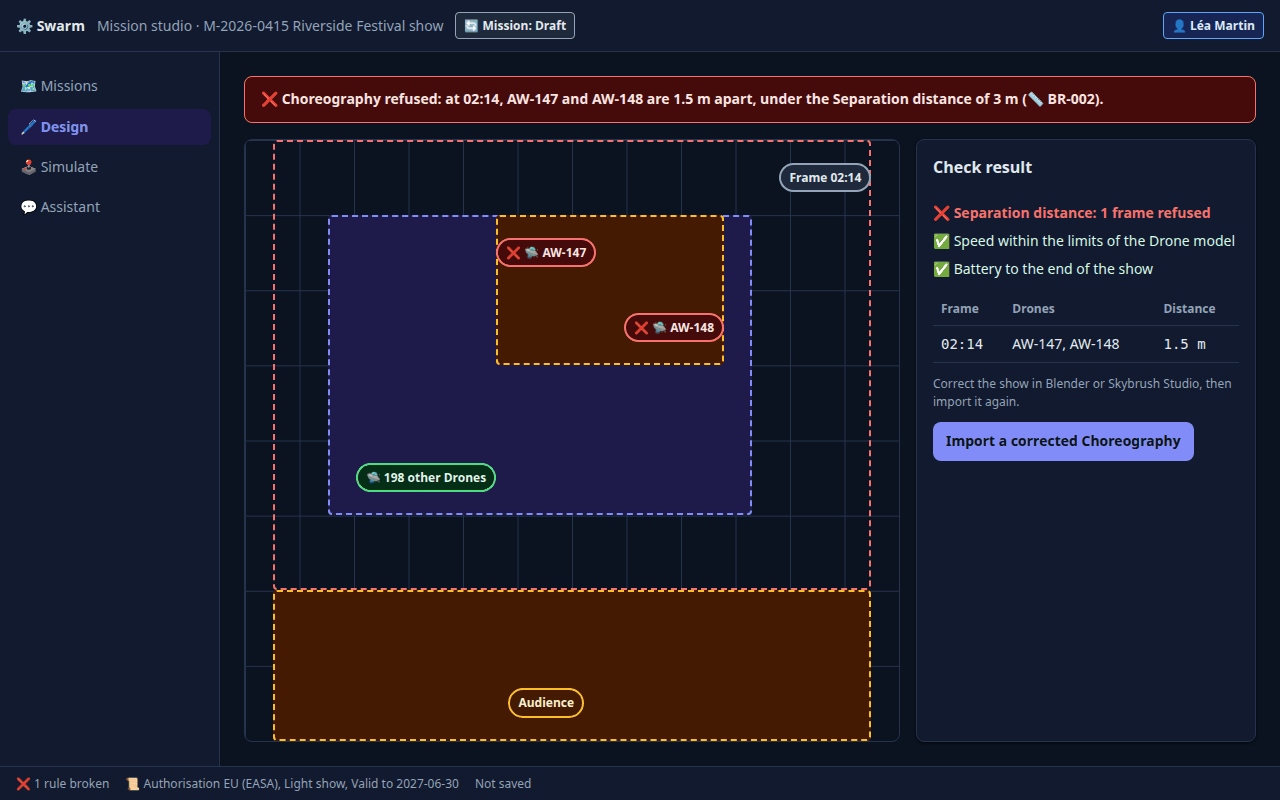 Swarm Mission studio · M-2026-0415 Riverside Festival show Mission: Draft Léa Martin
Missions
Design
Simulate
Assistant
Choreography refused: at 02:14, AW-147 and AW-148 are 1.5 m apart, under the Separation distance of 3 m (BR-002).
Frame 02:14
AW-147
AW-148
198 other Drones
Audience
Check result
Separation distance: 1 frame refused
Speed within the limits of the Drone model
Battery to the end of the show
Frame Drones Distance
02:14 AW-147, AW-148 1.5 m
Correct the show in Blender or Skybrush Studio, then
import it again.
Import a corrected Choreography
1 rule broken Authorisation EU (EASA), Light show, Valid to 2027-06-30 Not saved